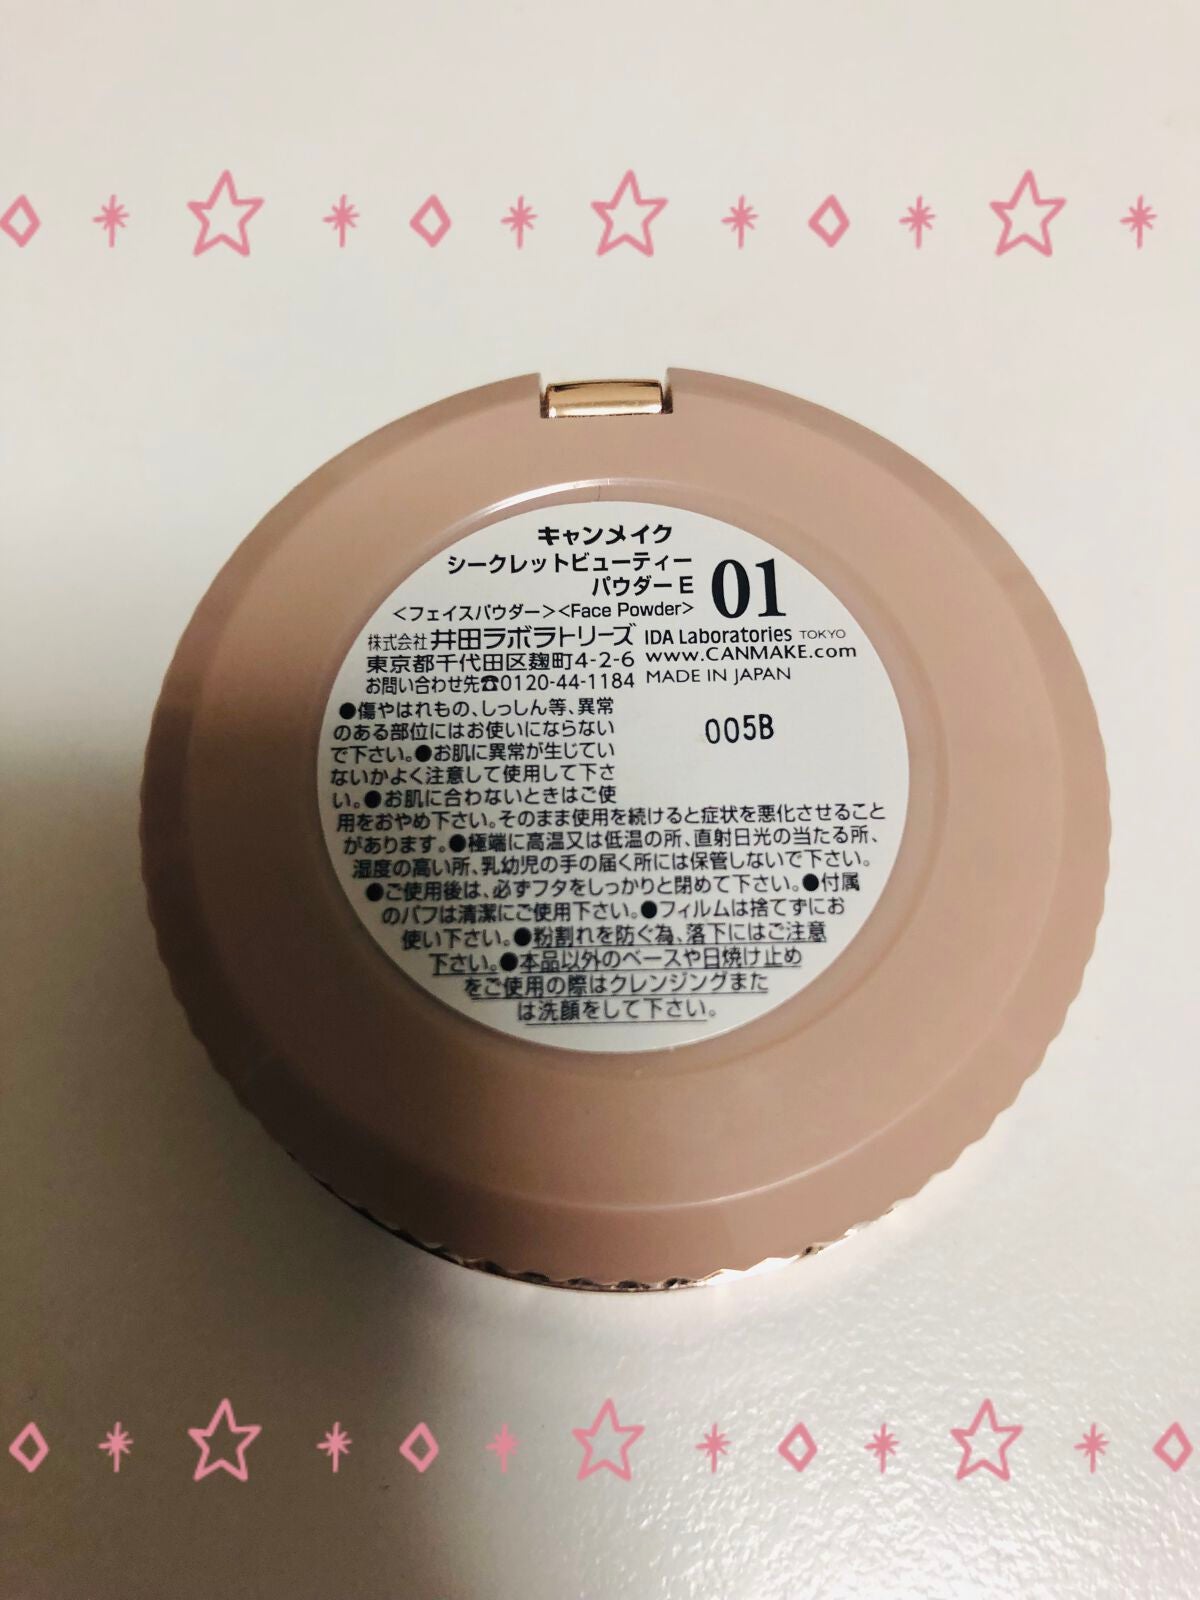 キャンメイク
シークレットビューティー
パウダー E
01
<フェイスパウダー><Face Powder>
株式会社 井田ラボラトリーズ IDA Laboratories TOKYO
東京都千代田区麹町4-2-6 www.CANMAKE.com
お問い合わせ先☎0120-44-1184 MADE IN JAPAN
005B
●傷やはれもの、しっしん等、異常
のある部位にはお使いにならない
で下さい。●お肌に異常が生じてい
ないかよく注意して使用して下さ
い。●お肌に合わないときはご使
用をおやめ下さい。そのまま使用を続けると症状を悪化させること
があります。●極端に高温又は低温の所、直射日光の当たる所、
湿度の高い所、乳幼児の手の届く所には保管しないで下さい。
●ご使用後は、必ずフタをしっかりと閉めて下さい。●付属
のパフは清潔にご使用下さい。●フィルムは捨てずにお
使い下さい。●粉割れを防ぐ為、落下にはご注意
下さい。●本品以外のベースや日焼け止め
をご使用の際はクレンジングまた
は洗顔をして下さい。